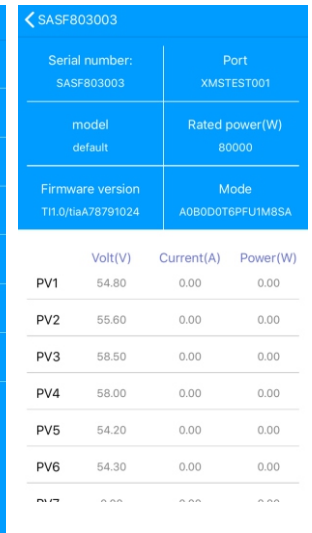 SASF803003
Serial number: Port
SASF803003 XMSTEST001
model Rated power(W)
default 80000
Firmware version Mode
TI1.0/tiaA78791024 A0B0D0T6PFU1M8SA
Volt(V) Current(A) Power(W)
PV1 54.80 0.00 0.00
PV2 55.60 0.00 0.00
PV3 58.50 0.00 0.00
PV4 58.00 0.00 0.00
PV5 54.20 0.00 0.00
PV6 54.30 0.00 0.00